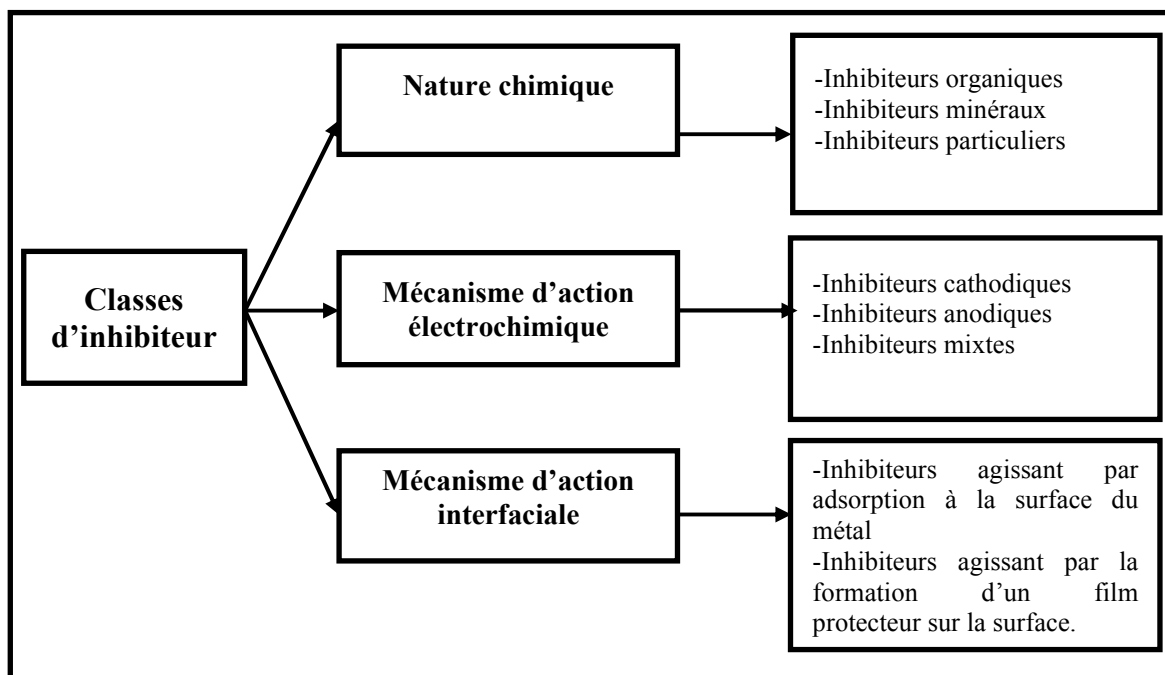 Nature chimique
-Inhibiteurs organiques
-Inhibiteurs minéraux
-Inhibiteurs particuliers
Classes
d’inhibiteur
Mécanisme d’action
électrochimique
-Inhibiteurs cathodiques
-Inhibiteurs anodiques
-Inhibiteurs mixtes
Mécanisme d’action
interfaciale
-Inhibiteurs agissant par
adsorption à la surface du
métal
-Inhibiteurs agissant par la
formation d’un film
protecteur sur la surface.